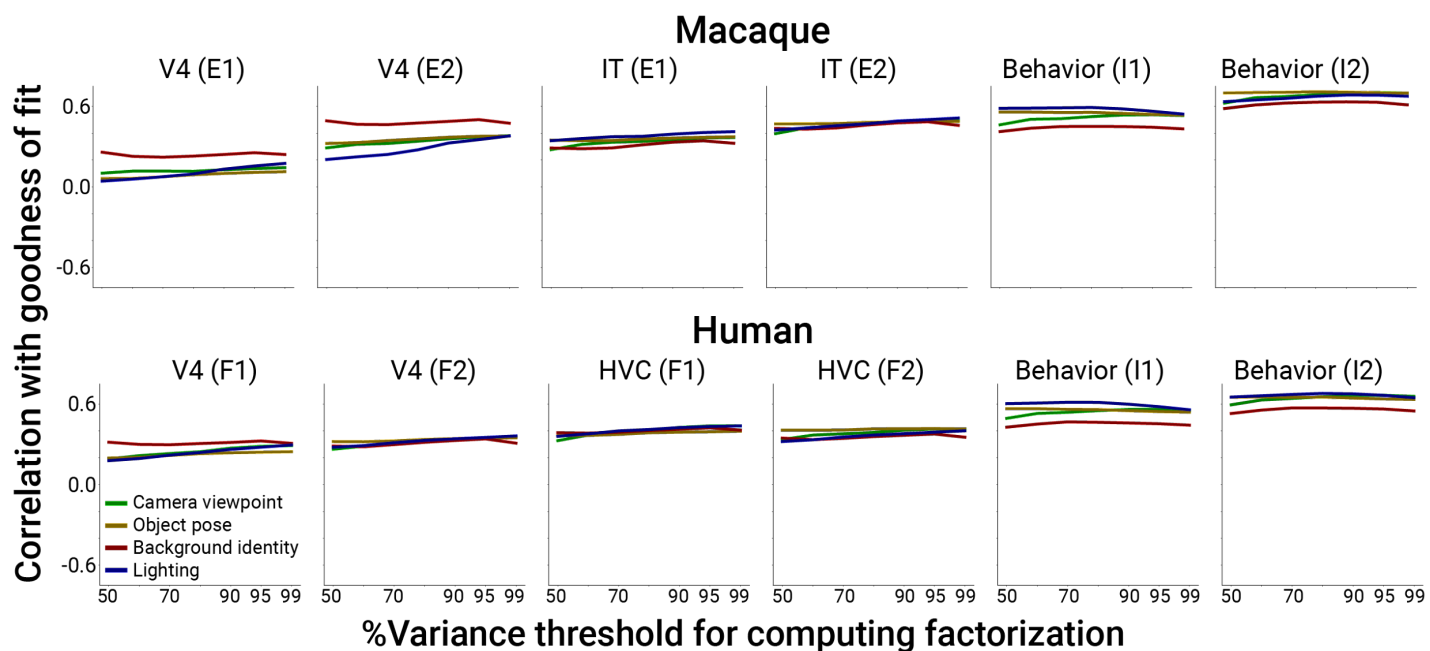 Macaque
V4 (E1)
V4 (E2)
IT (E1)
IT (E2)
Behavior (I1)
Behavior (I2)
Correlation with goodness of fit
0.6
0.0
-0.6
Human
V4 (F1)
V4 (F2)
HVC (F1)
HVC (F2)
Behavior (I1)
Behavior (I2)
0.6
0.0
-0.6
Camera viewpoint
Object pose
Background identity
Lighting
50 70 90 95 99
50 70 90 95 99
50 70 90 95 99
50 70 90 95 99
50 70 90 95 99
50 70 90 95 99
%Variance threshold for computing factorization